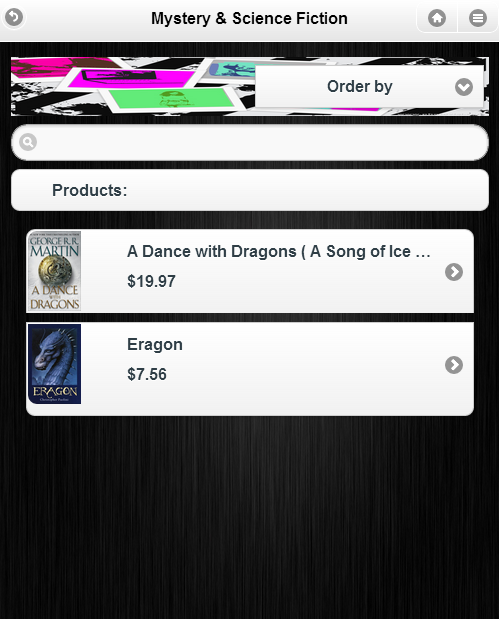 Mystery & Science Fiction
Order by
Products:
GEORGE R.R.
MARTIN
A DANCE
WITH
DRAGONS
A Dance with Dragons ( A Song of Ice ...
$19.97
ERAGON
Eragon
$7.56